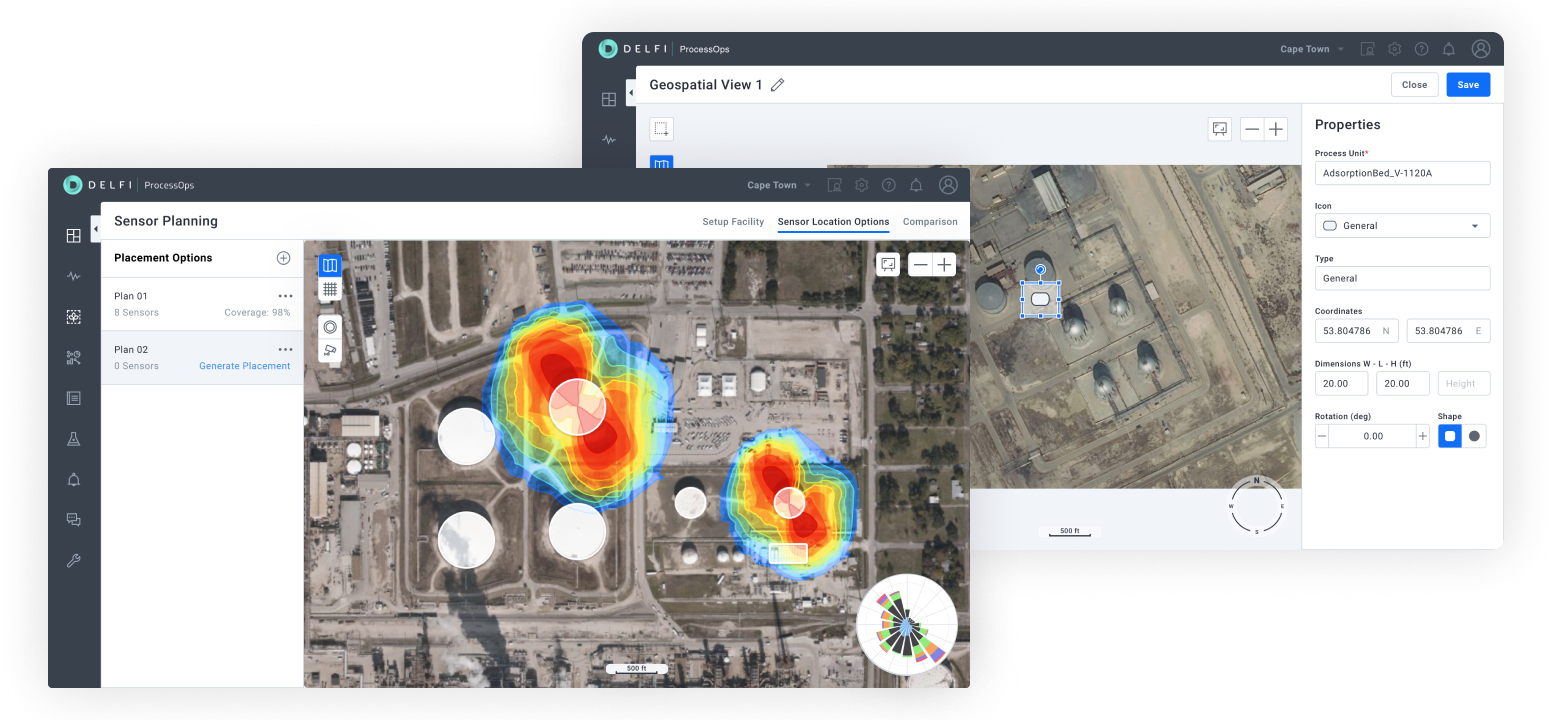 DELFI ProcessOps
Cape Town
Geospatial View 1
Close
Save
Properties
Process Unit*
AdsorptionBed_V-1120A
Icon
General
Type
General
Coordinates
53.804786 N
53.804786 E
Dimensions W - L - H (ft)
20.00
20.00
Height
Rotation (deg)
Shape
0.00
N
W
E
S
500 ft
DELFI ProcessOps
Cape Town
Sensor Planning
Setup Facility
Sensor Location Options
Comparison
Placement Options
Plan 01
8 Sensors
Coverage: 98%
Plan 02
0 Sensors
Generate Placement
500 ft